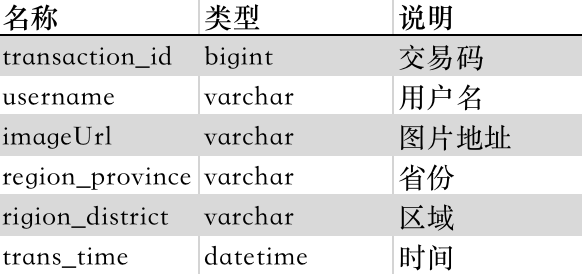 名称 类型 说明
transaction_id bigint 交易码
username varchar 用户名
imageUrl varchar 图片地址
region_province varchar 省份
rigion_district varchar 区域
trans_time datetime 时间